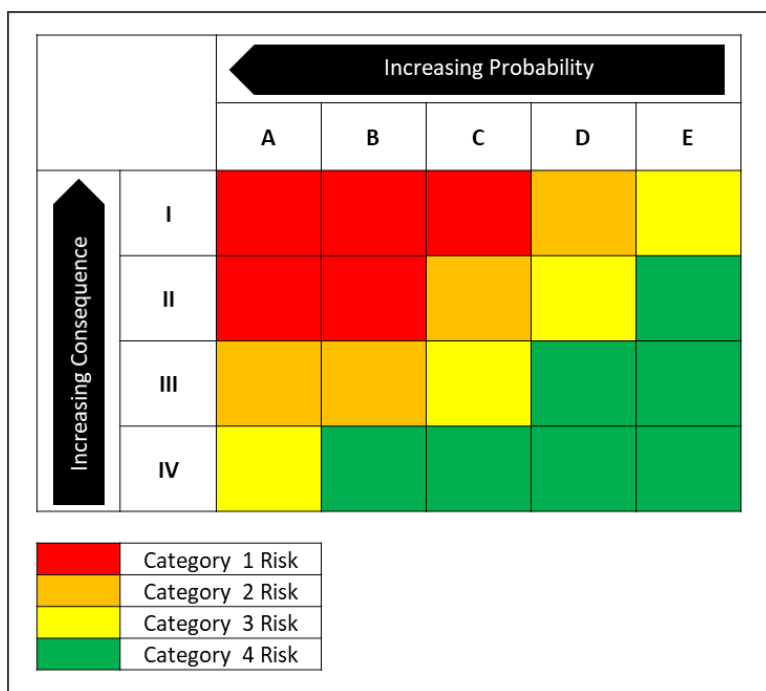 Increasing Probability
A B C D E
Increasing Consequence
I
II
III
IV
Category 1 Risk
Category 2 Risk
Category 3 Risk
Category 4 Risk